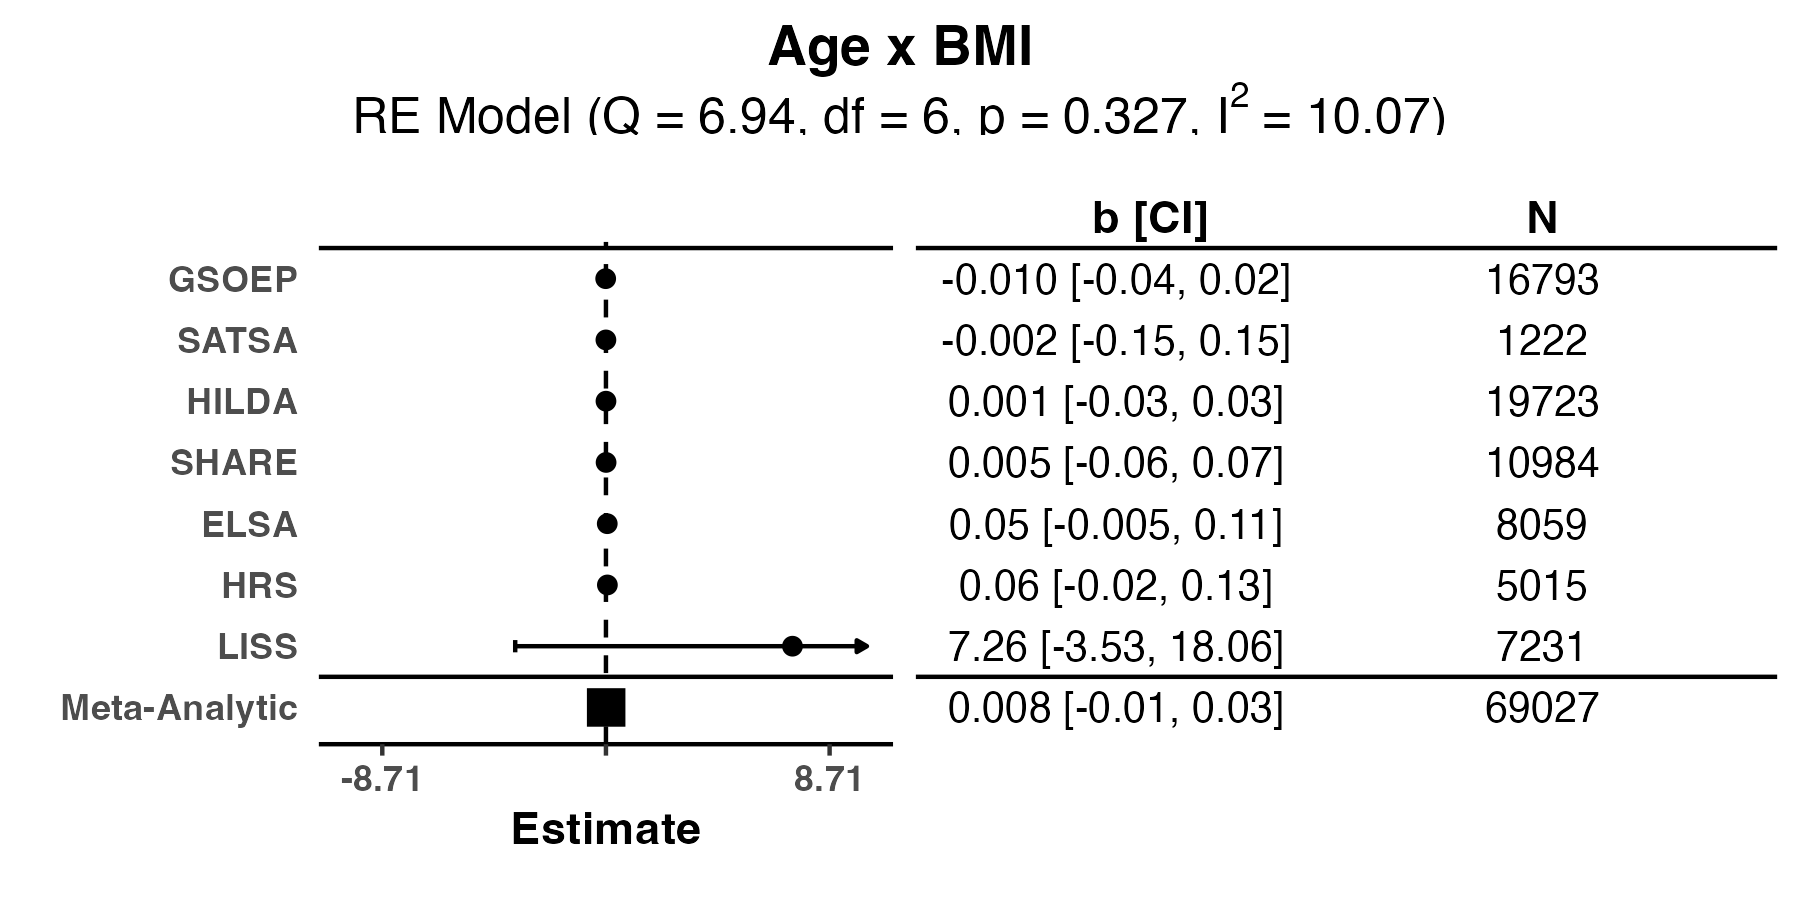 Age x BMI
RE Model (Q = 6.94, df = 6, p = 0.327, I² = 10.07)
b [CI] N
GSOEP -0.010 [-0.04, 0.02] 16793
SATSA -0.002 [-0.15, 0.15] 1222
HILDA 0.001 [-0.03, 0.03] 19723
SHARE 0.005 [-0.06, 0.07] 10984
ELSA 0.05 [-0.005, 0.11] 8059
HRS 0.06 [-0.02, 0.13] 5015
LISS 7.26 [-3.53, 18.06] 7231
Meta-Analytic 0.008 [-0.01, 0.03] 69027
-8.71 8.71
Estimate